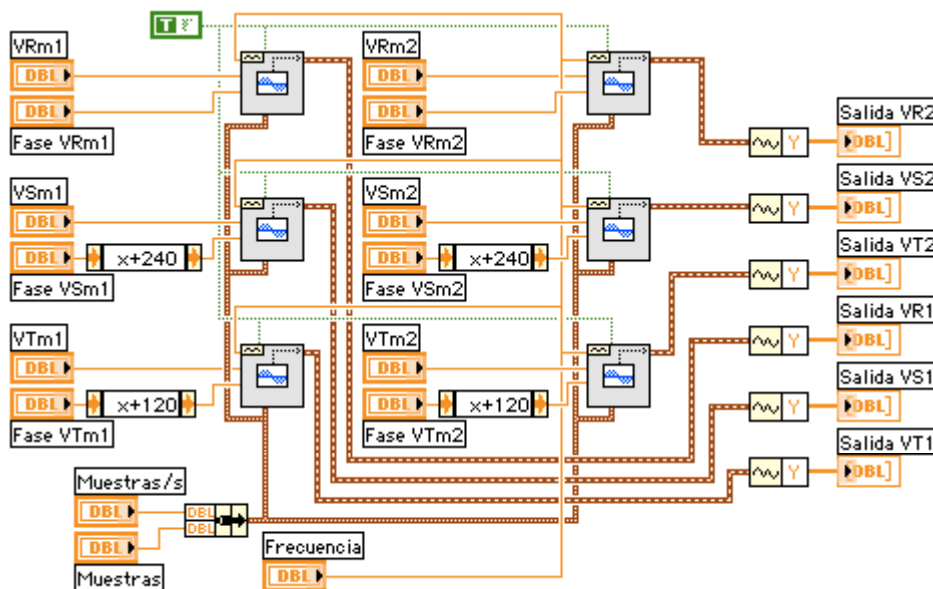 T F
VRm1
DBL
DBL
Fase VRm1
VRm2
DBL
DBL
Fase VRm2
Y
Salida VR2
[DBL]
VSm1
DBL
DBL
x+240
Fase VSm1
VSm2
DBL
DBL
x+240
Fase VSm2
Y
Salida VS2
[DBL]
Y
Salida VT2
[DBL]
VTm1
DBL
DBL
x+120
Fase VTm1
VTm2
DBL
DBL
x+120
Fase VTm2
Y
Salida VR1
[DBL]
Y
Salida VS1
[DBL]
Y
Salida VT1
[DBL]
Muestras/s
DBL
DBL
DBL
DBL
Muestras
Frecuencia
DBL